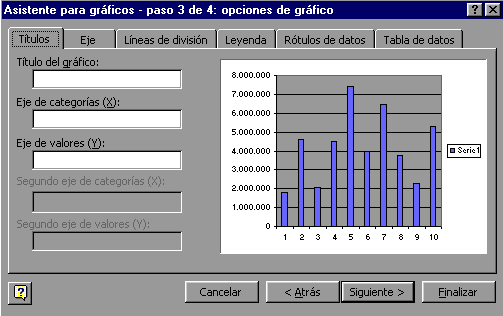 Asistente para gráficos - paso 3 de 4: opciones de gráfico
Títulos Eje Líneas de división Leyenda Rótulos de datos Tabla de datos
Título del gráfico:
Eje de categorías (X):
Eje de valores (Y):
Segundo eje de categorías (X):
Segundo eje de valores (Y):
8.000.000
7.000.000
6.000.000
5.000.000
4.000.000
3.000.000
2.000.000
1.000.000
0
1 2 3 4 5 6 7 8 9 10
Serie1
Cancelar < Atrás Siguiente > Finalizar